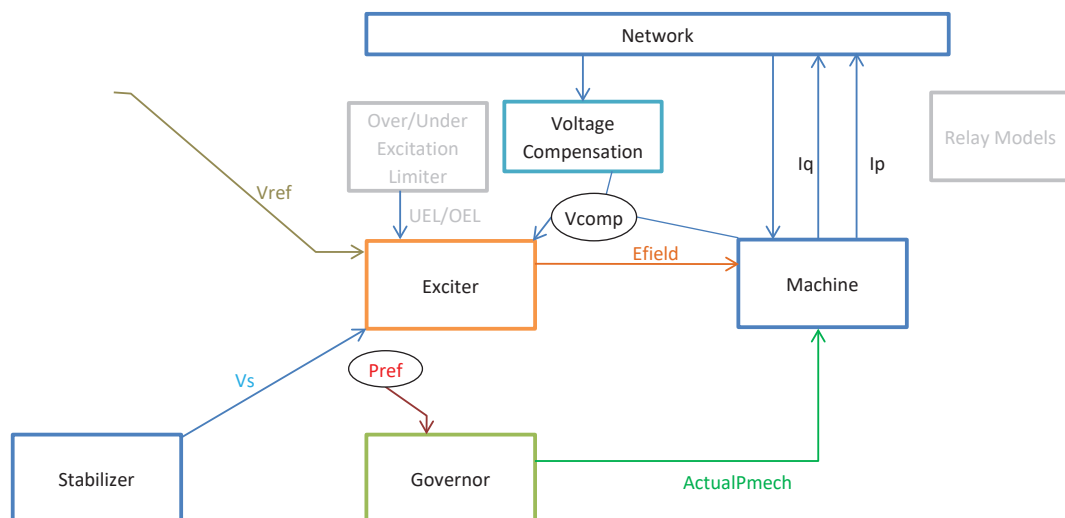 Network
Over/Under
Excitation
Limiter
Voltage
Compensation
Relay Models
Iq
Ip
Vref
UEL/OEL
Vcomp
Efield
Exciter
Machine
Pref
Vs
Stabilizer
Governor
ActualPmech